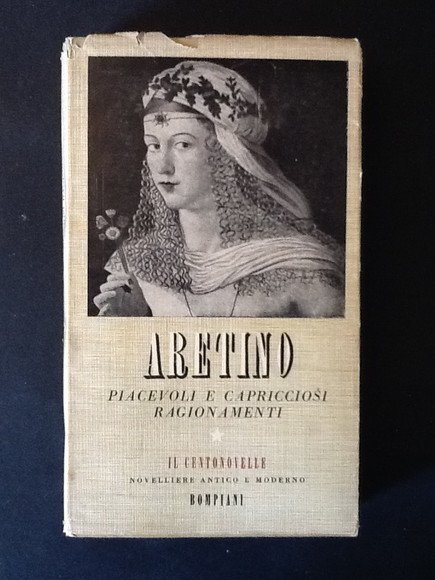 ARETINO
PIACEVOLI E CAPRICCIOSI
RAGIONAMENTI
IL CENTONOVELLE
NOVELLIERE ANTICO E MODERNO
BOMPIANI